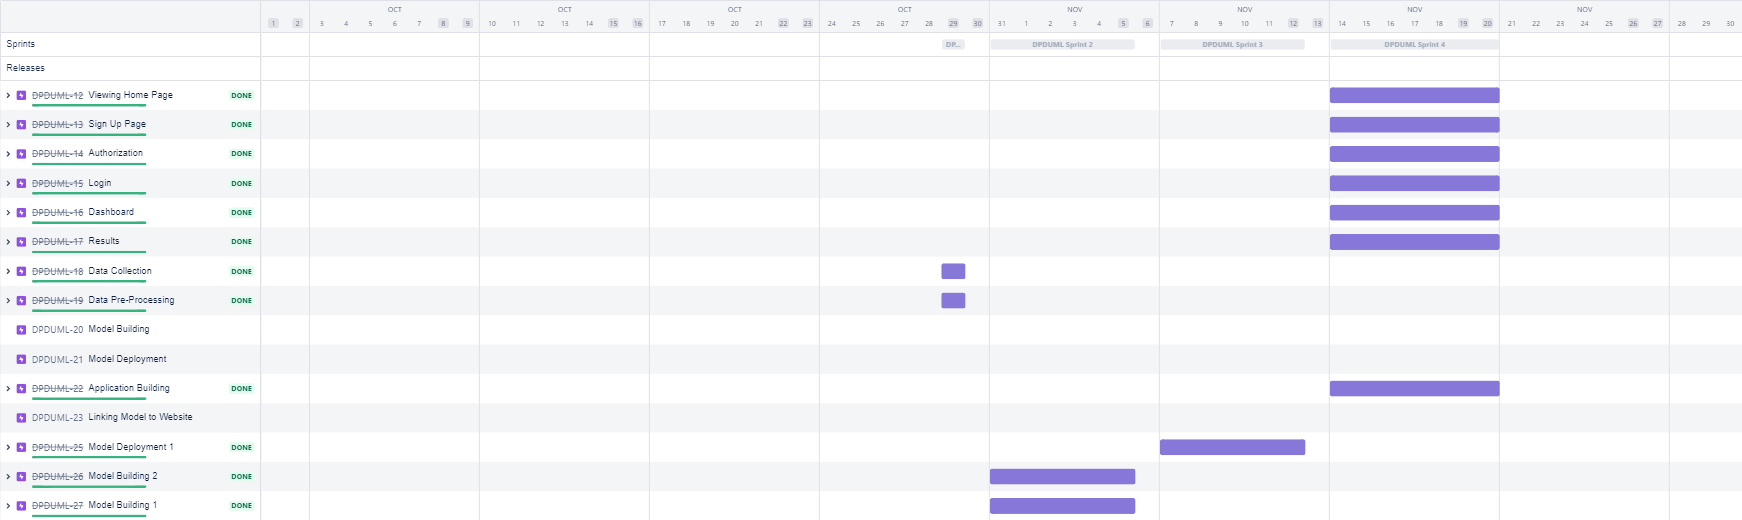 OCT OCT OCT OCT NOV NOV NOV NOV
1 2 3 4 5 6 7 8 9 10 11 12 13 14 15 16 17 18 19 20 21 22 23 24 25 26 27 28 29 30 31 1 2 3 4 5 6 7 8 9 10 11 12 13 14 15 16 17 18 19 20 21 22 23 24 25 26 27 28 29 30
Sprints DP... DPDUML Sprint 2 DPDUML Sprint 3 DPDUML Sprint 4
Releases
DPDUML-12 Viewing Home Page DONE
DPDUML-13 Sign Up Page DONE
DPDUML-14 Authorization DONE
DPDUML-15 Login DONE
DPDUML-16 Dashboard DONE
DPDUML-17 Results DONE
DPDUML-18 Data Collection DONE
DPDUML-19 Data Pre-Processing DONE
DPDUML-20 Model Building
DPDUML-21 Model Deployment
DPDUML-22 Application Building DONE
DPDUML-23 Linking Model to Website
DPDUML-25 Model Deployment 1 DONE
DPDUML-26 Model Building 2 DONE
DPDUML-27 Model Building 1 DONE